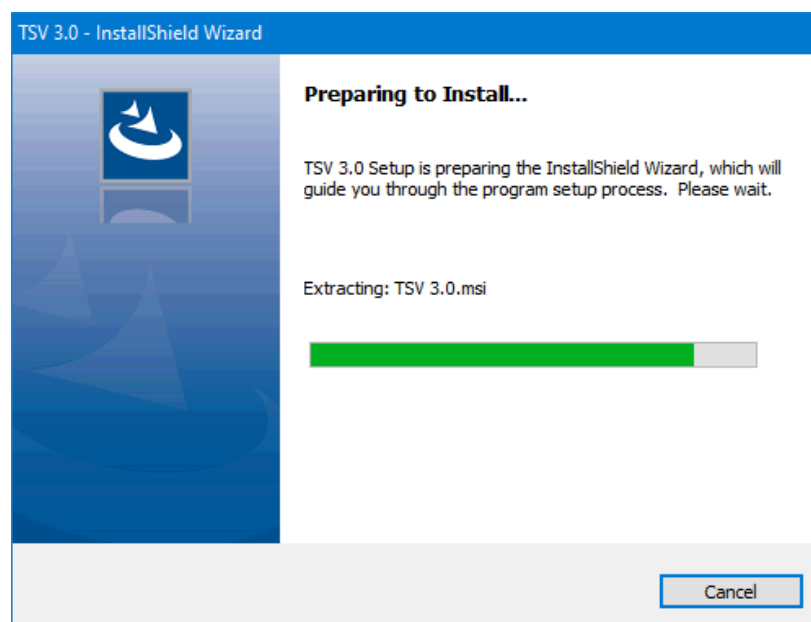 TSV 3.0 - InstallShield Wizard
Preparing to Install...
TSV 3.0 Setup is preparing the InstallShield Wizard, which will
guide you through the program setup process.  Please wait.
Extracting: TSV 3.0.msi
Cancel